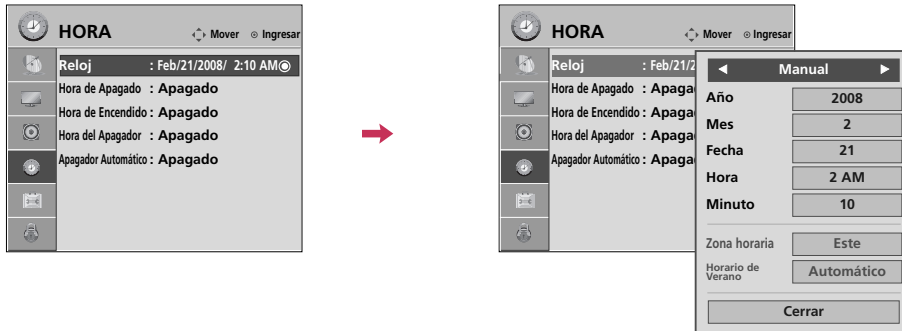 HORA
Mover Ingresar
Reloj : Feb/21/2008/ 2:10 AM
Hora de Apagado : Apagado
Hora de Encendido : Apagado
Hora del Apagador : Apagado
Apagador Automático : Apagado
HORA
Mover Ingresar
Reloj : Feb/21/2
Hora de Apagado : Apaga
Hora de Encendido : Apaga
Hora del Apagador : Apaga
Apagador Automático : Apaga
Manual
Año 2008
Mes 2
Fecha 21
Hora 2 AM
Minuto 10
Zona horaria Este
Horario de Verano Automático
Cerrar